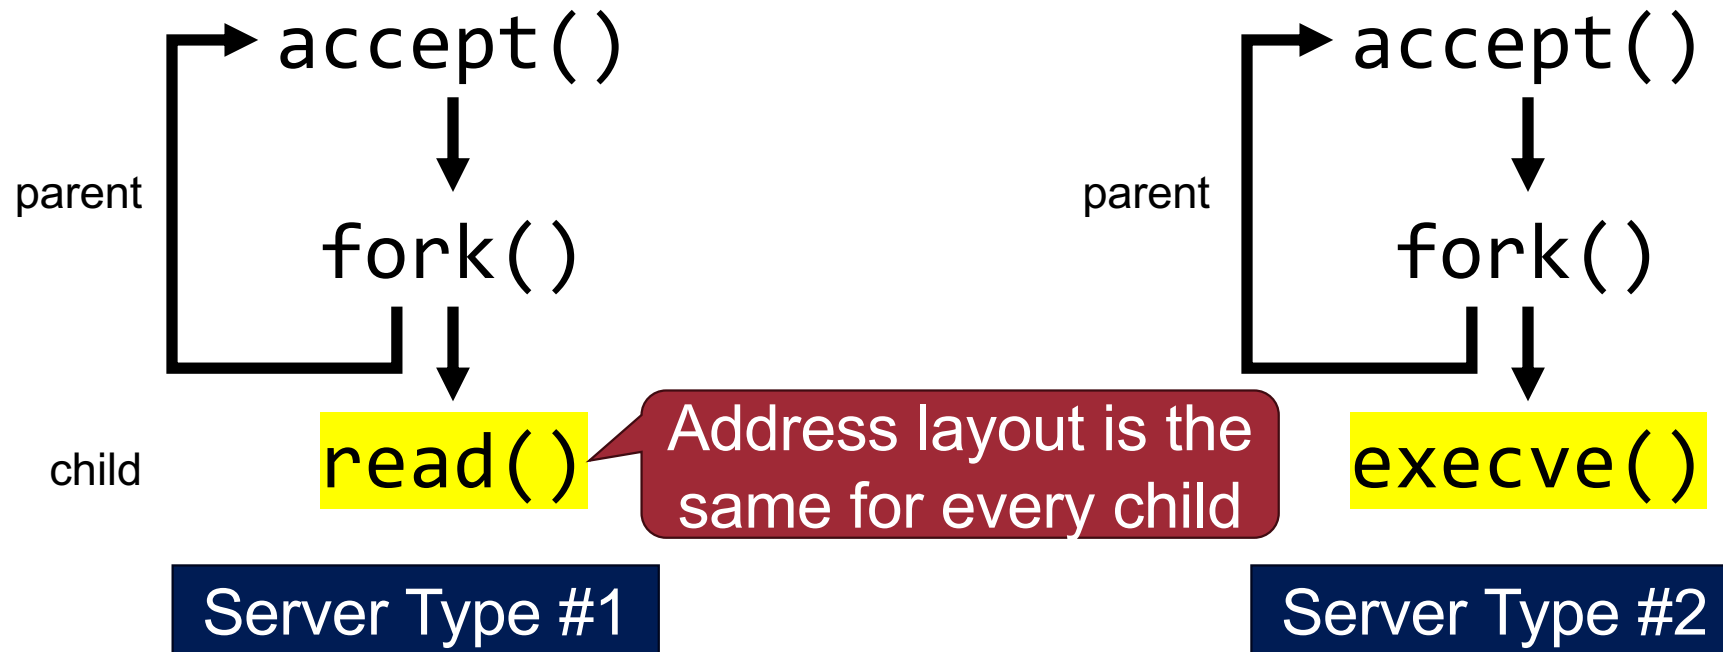 accept()
parent
fork()
child
read()
Address layout is the
same for every child
Server Type #1
accept()
parent
fork()
execve()
Server Type #2